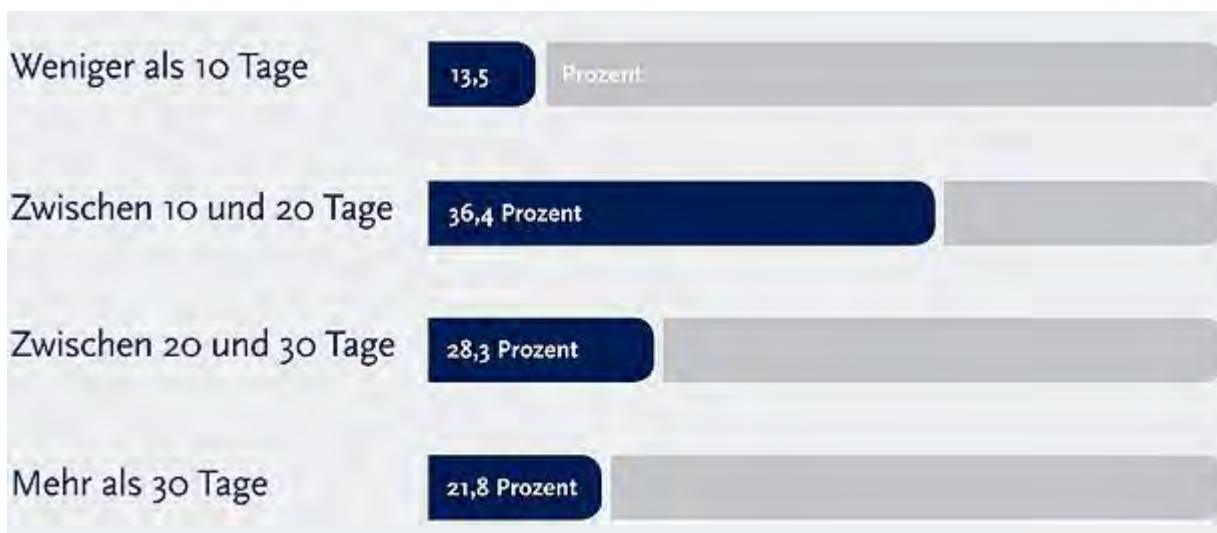 Weniger als 10 Tage 13,5 Prozent
Zwischen 10 und 20 Tage 36,4 Prozent
Zwischen 20 und 30 Tage 28,3 Prozent
Mehr als 30 Tage 21,8 Prozent